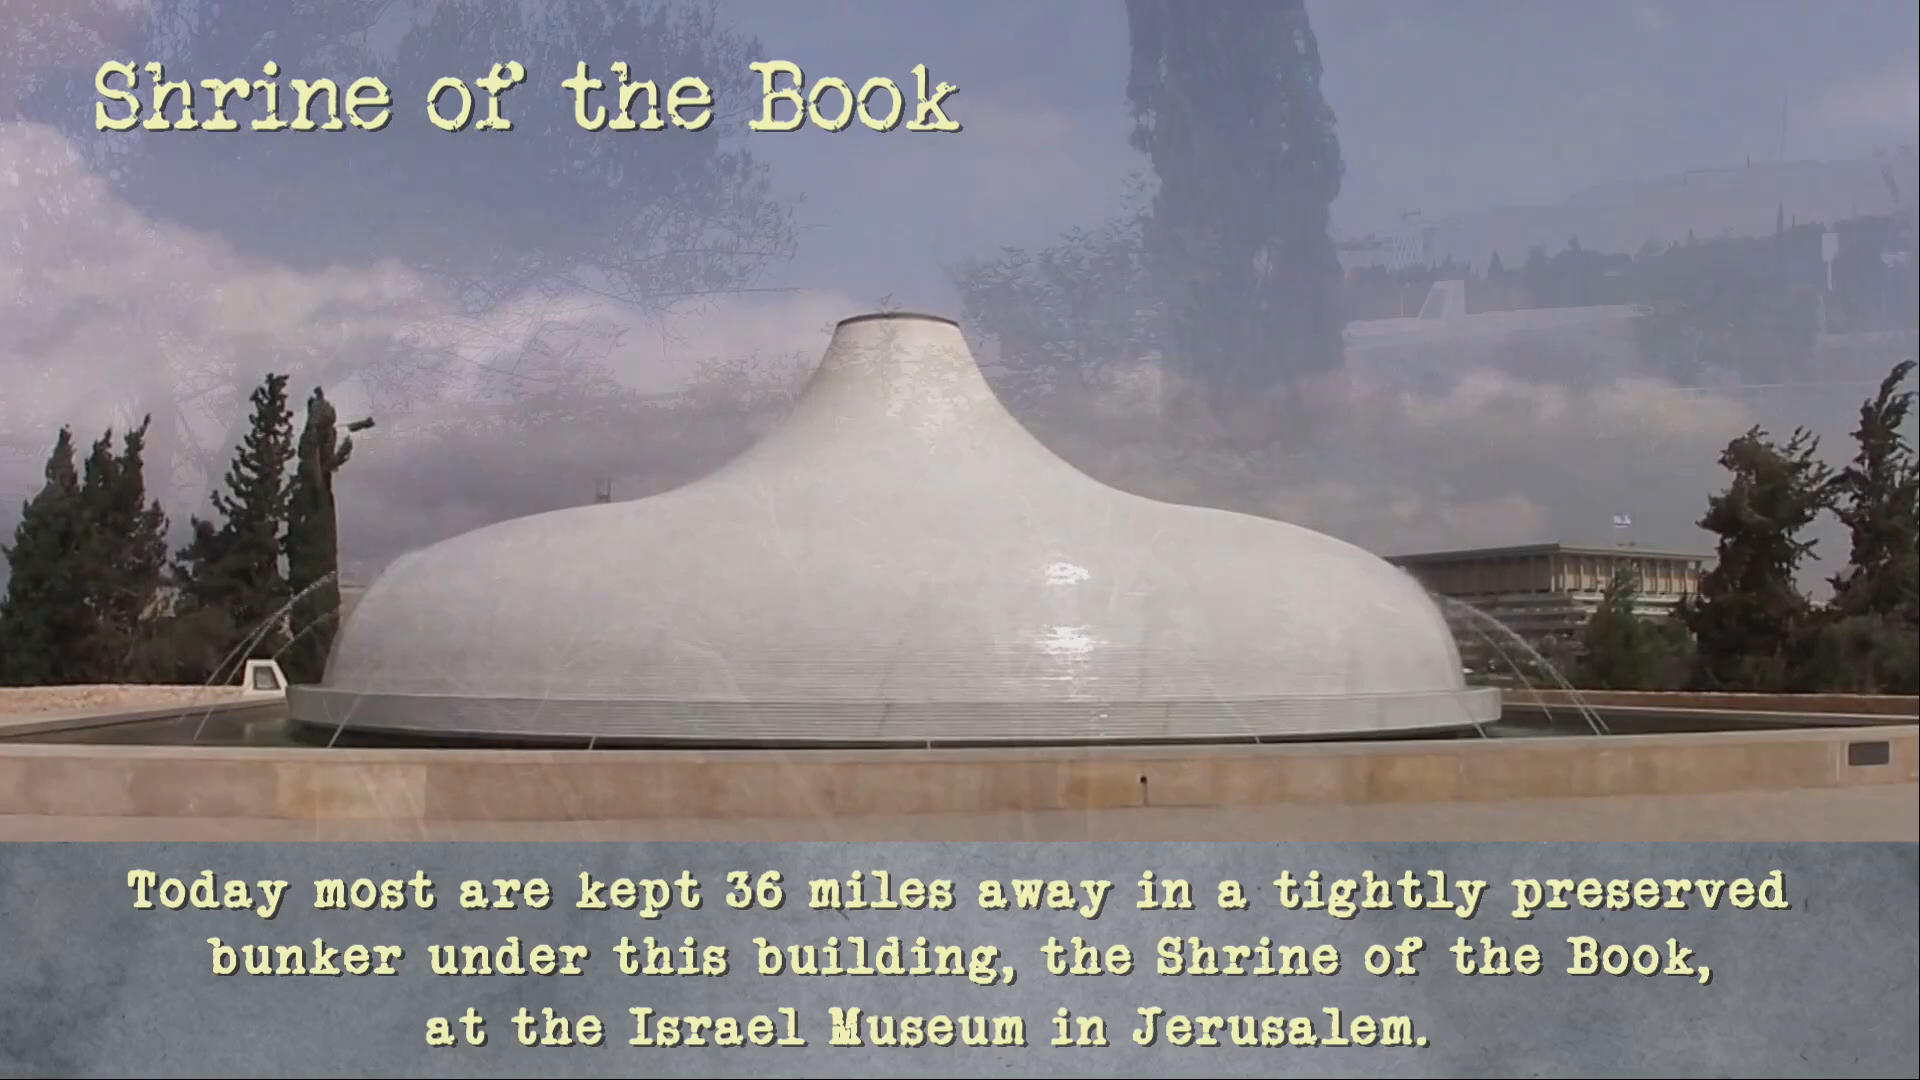 Shrine of the Book
Today most are kept 36 miles away in a tightly preserved
bunker under this building, the Shrine of the Book,
at the Israel Museum in Jerusalem.